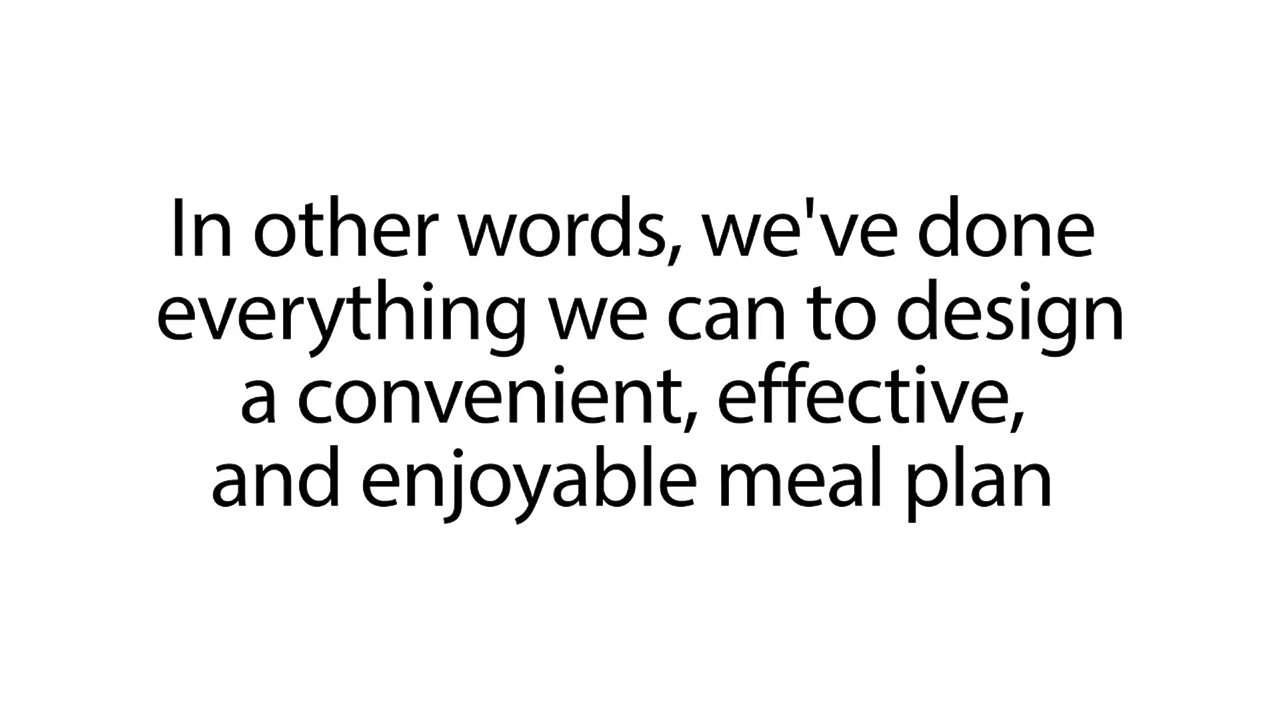 In other words, we've done
everything we can to design
a convenient, effective,
and enjoyable meal plan